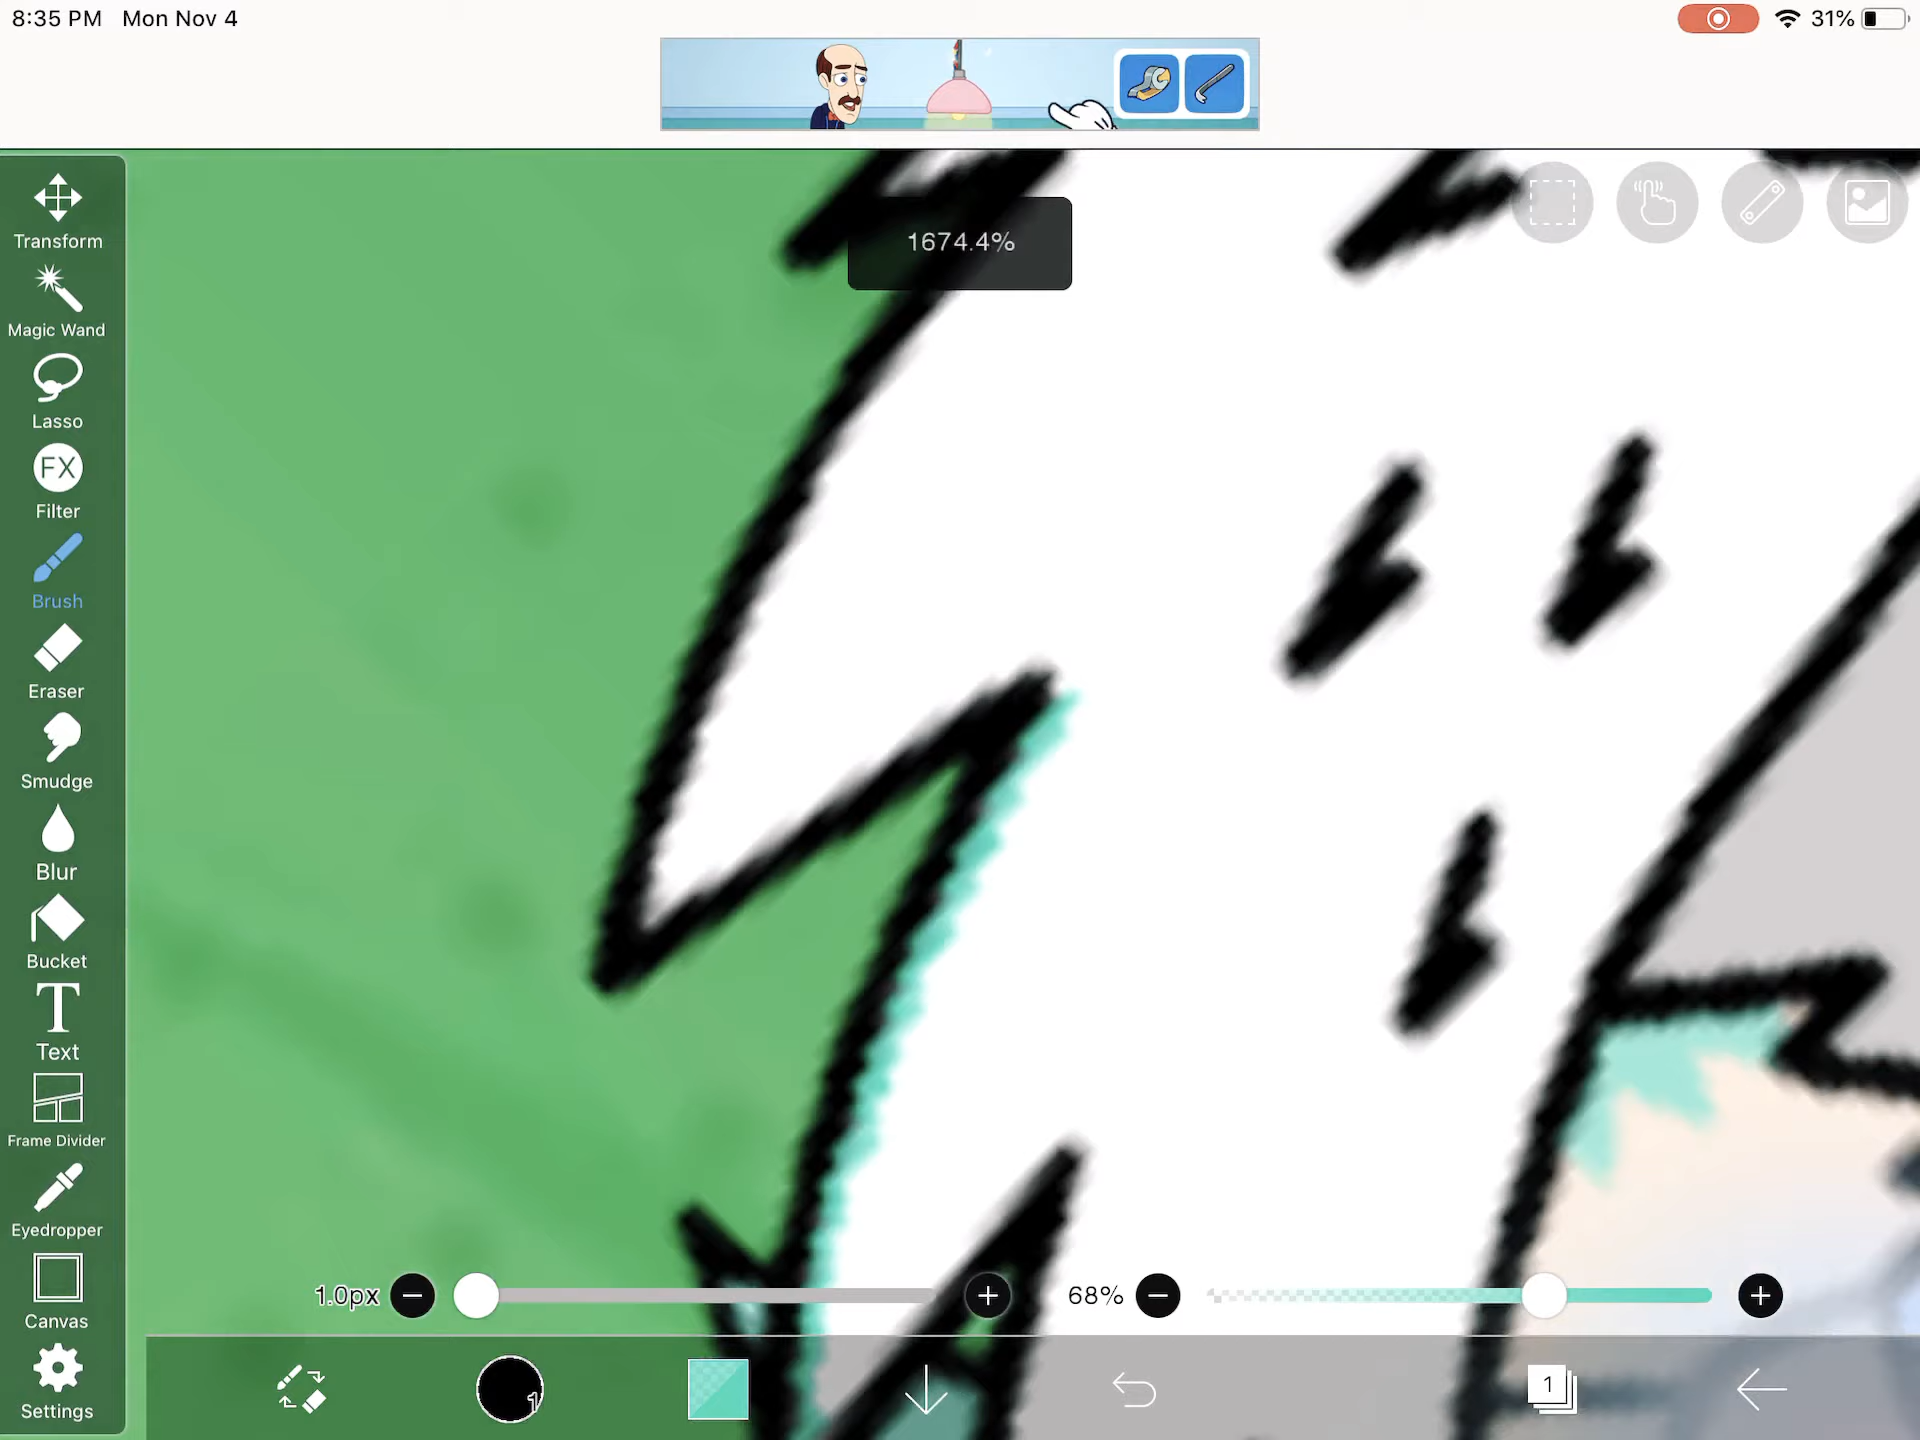 8:35 PM Mon Nov 4
31%
1674.4%
Transform
Magic Wand
Lasso
FX
Filter
Brush
Eraser
Smudge
Blur
Bucket
T
Text
Frame Divider
Eyedropper
Canvas
Settings
1.0px
68%
1
1